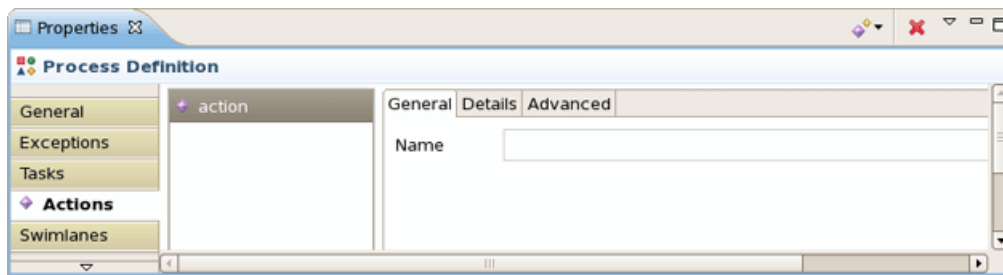 Properties
Process Definition
General
Exceptions
Tasks
Actions
Swimlanes
action
General Details Advanced
Name